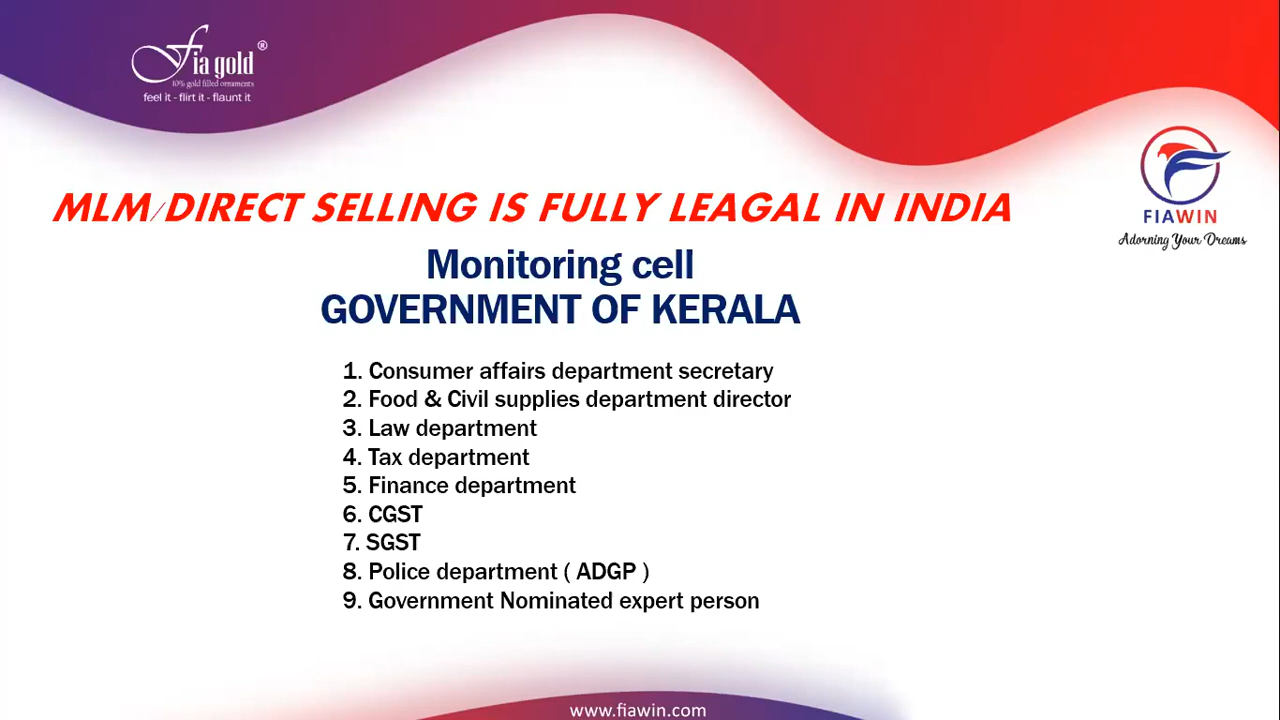 Fia gold®
10% gold filled ornaments
feel it - flirt it - flaunt it
FIAWIN
Adorning Your Dreams
MLM/DIRECT SELLING IS FULLY LEAGAL IN INDIA
Monitoring cell
GOVERNMENT OF KERALA
1. Consumer affairs department secretary
2. Food & Civil supplies department director
3. Law department
4. Tax department
5. Finance department
6. CGST
7. SGST
8. Police department ( ADGP )
9. Government Nominated expert person
www.fiawin.com